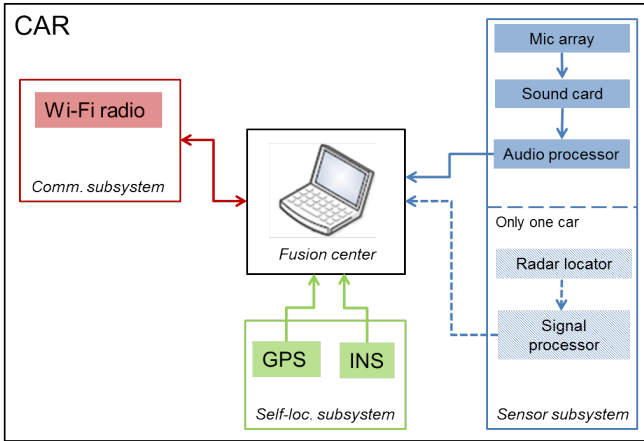 CAR
Wi-Fi radio
Comm. subsystem
Fusion center
GPS
INS
Self-loc. subsystem
Mic array
Sound card
Audio processor
Only one car
Radar locator
Signal
processor
Sensor subsystem